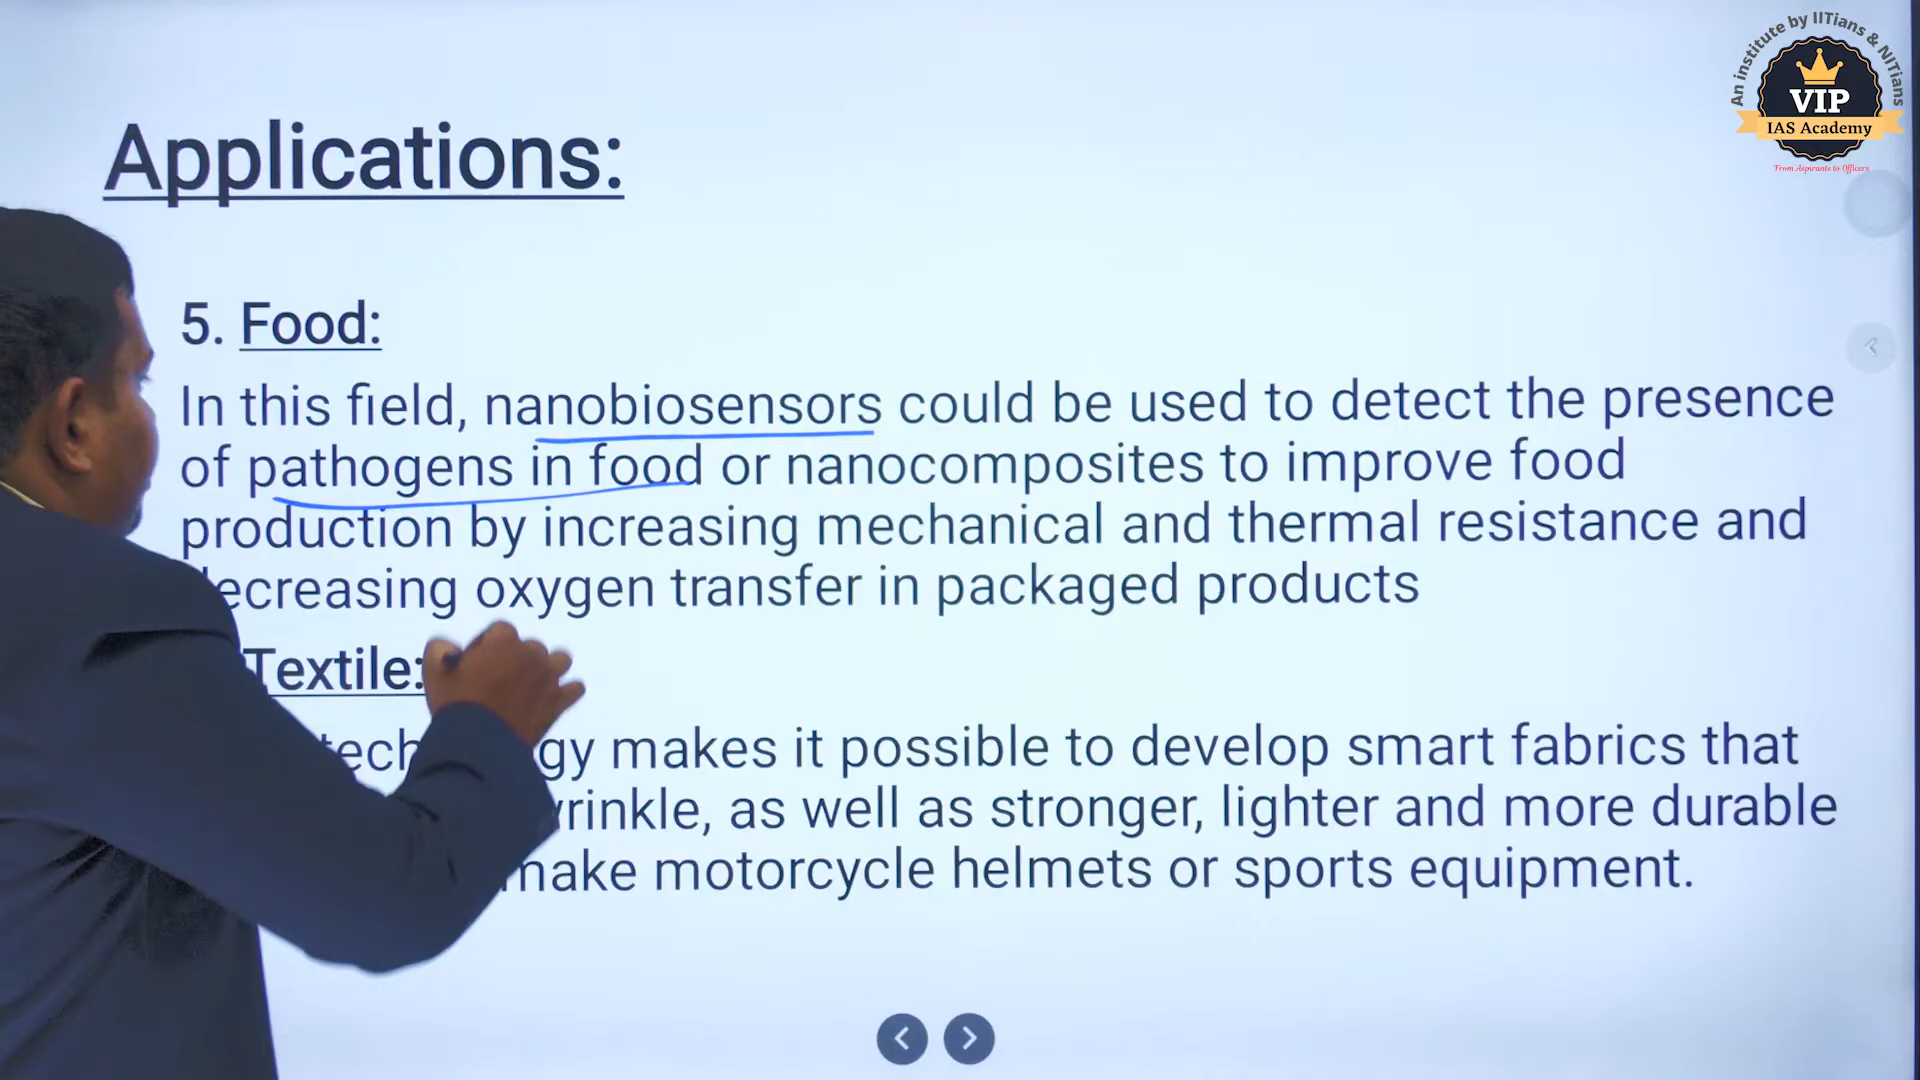 An institute by IITians & NITians
VIP
IAS Academy
From Aspirants to Officers
Applications:
5. Food:
In this field, nanobiosensors could be used to detect the presence
of pathogens in food or nanocomposites to improve food
production by increasing mechanical and thermal resistance and
decreasing oxygen transfer in packaged products
Textile:
makes it possible to develop smart fabrics that
wrinkle, as well as stronger, lighter and more durable
make motorcycle helmets or sports equipment.